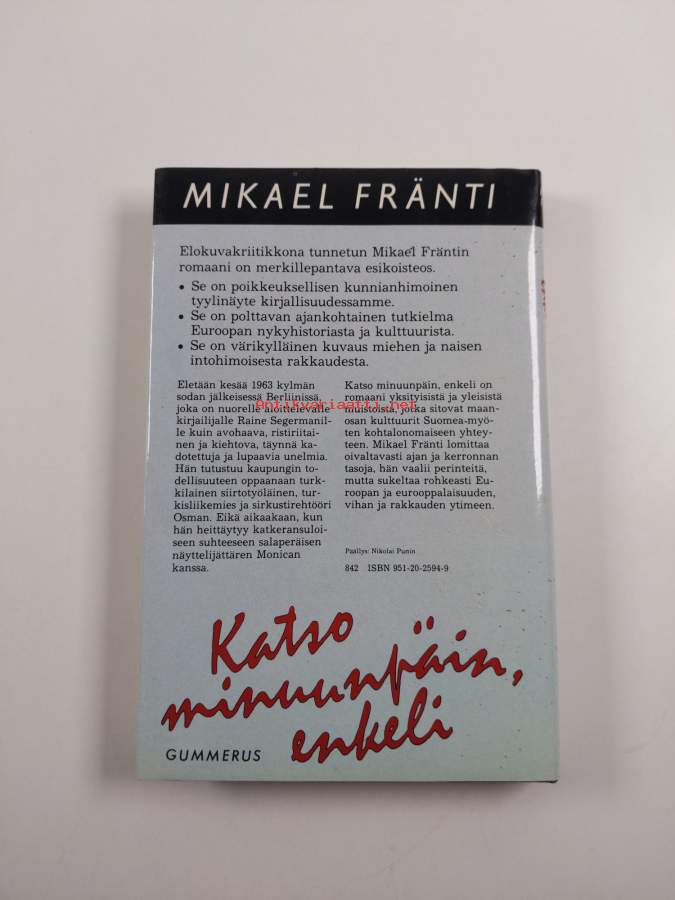 MIKAEL FRÄNTI
Elokuvakriitikkona tunnetun Mikael Fräntin
romaani on merkillepantava esikoisteos.
• Se on poikkeuksellisen kunnianhimoinen
tyylinäyte kirjallisuudessamme.
• Se on polttavan ajankohtainen tutkielma
Euroopan nykyhistoriasta ja kulttuurista.
• Se on värikylläinen kuvaus miehen ja naisen
intohimoisesta rakkaudesta.
Eletään kesää 1963 kylmän
sodan jälkeisessä Berliinissä,
joka on nuorelle aloittelevalle
kirjailijalle Raine Segermanil-
le kuin avohaava, ristiriitai-
nen ja kiehtova, täynnä ka-
dotettuja ja lupaavia unelmia.
Hän tutustuu kaupungin to-
dellisuuteen oppaanaan turk-
kilainen siirtotyöläinen, tur-
kisliikemies ja sirkustirehtööri
Osman. Eikä aikaakaan, kun
hän heittäytyy katkeransuloi-
seen suhteeseen salaperäisen
näyttelijättären Monican
kanssa.
Katso minuunpäin, enkeli on
romaani yksityisistä ja yleisistä
muistoista, jotka sitovat maan-
osan kulttuurit Suomea-myö-
ten kohtalonomaiseen yhtey-
teen. Mikael Fränti lomittaa
oivaltavasti ajan ja kerronnan
tasoja, hän vaalii perinteitä,
mutta sukeltaa rohkeasti Eu-
roopan ja eurooppalaisuuden,
vihan ja rakkauden ytimeen.
Päällys: Nikolai Punin
842 ISBN 951-20-2594-9
antikvariaatti.net
Katso
minuunpäin,
enkeli
GUMMERUS